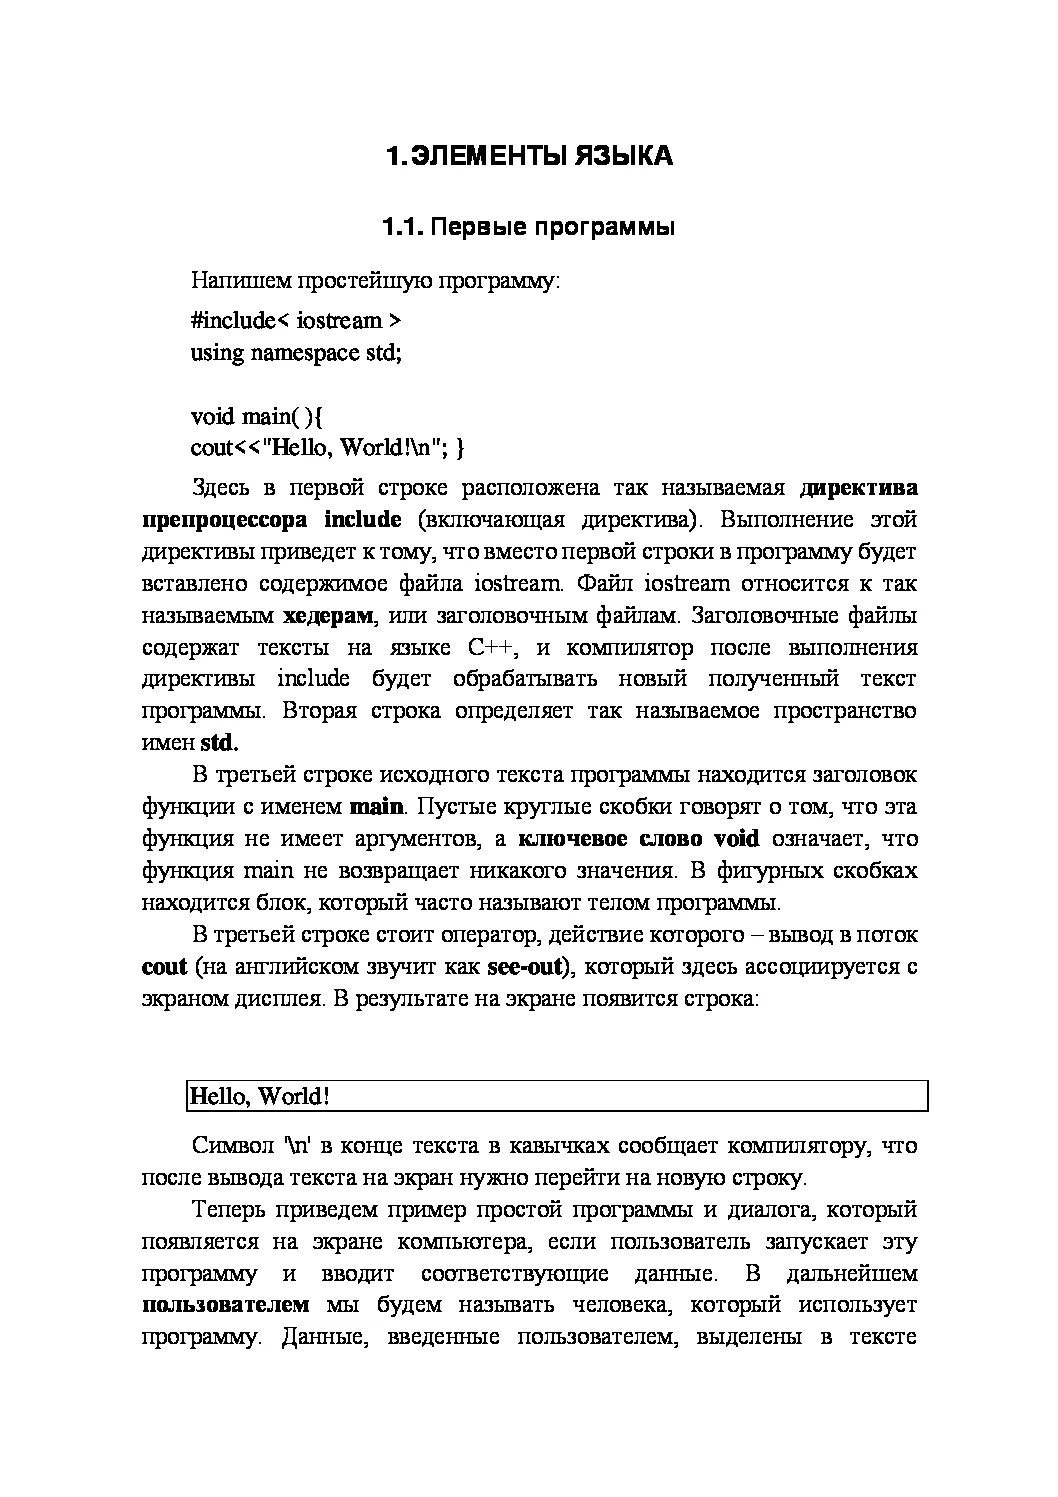 1. ЭЛЕМЕНТЫ ЯЗЫКА
1.1. Первые программы
Напишем простейшую программу:
#include< iostream >
using namespace std;
void main( ){
cout<<"Hello, World!\n"; }
Здесь в первой строке расположена так называемая директива
препроцессора include (включающая директива). Выполнение этой
директивы приведет к тому, что вместо первой строки в программу будет
вставлено содержимое файла iostream. Файл iostream относится к так
называемым хедерам, или заголовочным файлам. Заголовочные файлы
содержат тексты на языке C++, и компилятор после выполнения
директивы include будет обрабатывать новый полученный текст
программы. Вторая строка определяет так называемое пространство
имен std.
В третьей строке исходного текста программы находится заголовок
функции с именем main. Пустые круглые скобки говорят о том, что эта
функция не имеет аргументов, а ключевое слово void означает, что
функция main не возвращает никакого значения. В фигурных скобках
находится блок, который часто называют телом программы.
В третьей строке стоит оператор, действие которого – вывод в поток
cout (на английском звучит как see-out), который здесь ассоциируется с
экраном дисплея. В результате на экране появится строка:
Hello, World!
Символ '\n' в конце текста в кавычках сообщает компилятору, что
после вывода текста на экран нужно перейти на новую строку.
Теперь приведем пример простой программы и диалога, который
появляется на экране компьютера, если пользователь запускает эту
программу и вводит соответствующие данные. В дальнейшем
пользователем мы будем называть человека, который использует
программу. Данные, введенные пользователем, выделены в тексте